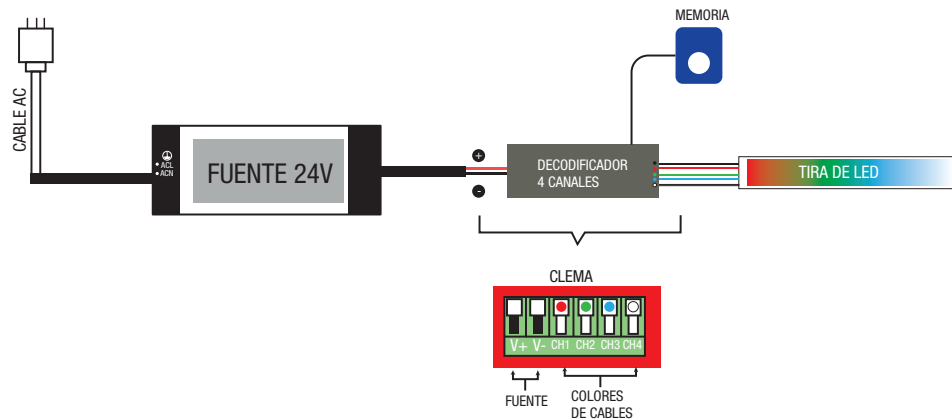 MEMORIA
CABLE AC
ACL
ACN
FUENTE 24V
+
-
DECODIFICADOR
4 CANALES
TIRA DE LED
CLEMA
V+ V- CH1 CH2 CH3 CH4
FUENTE
COLORES
DE CABLES